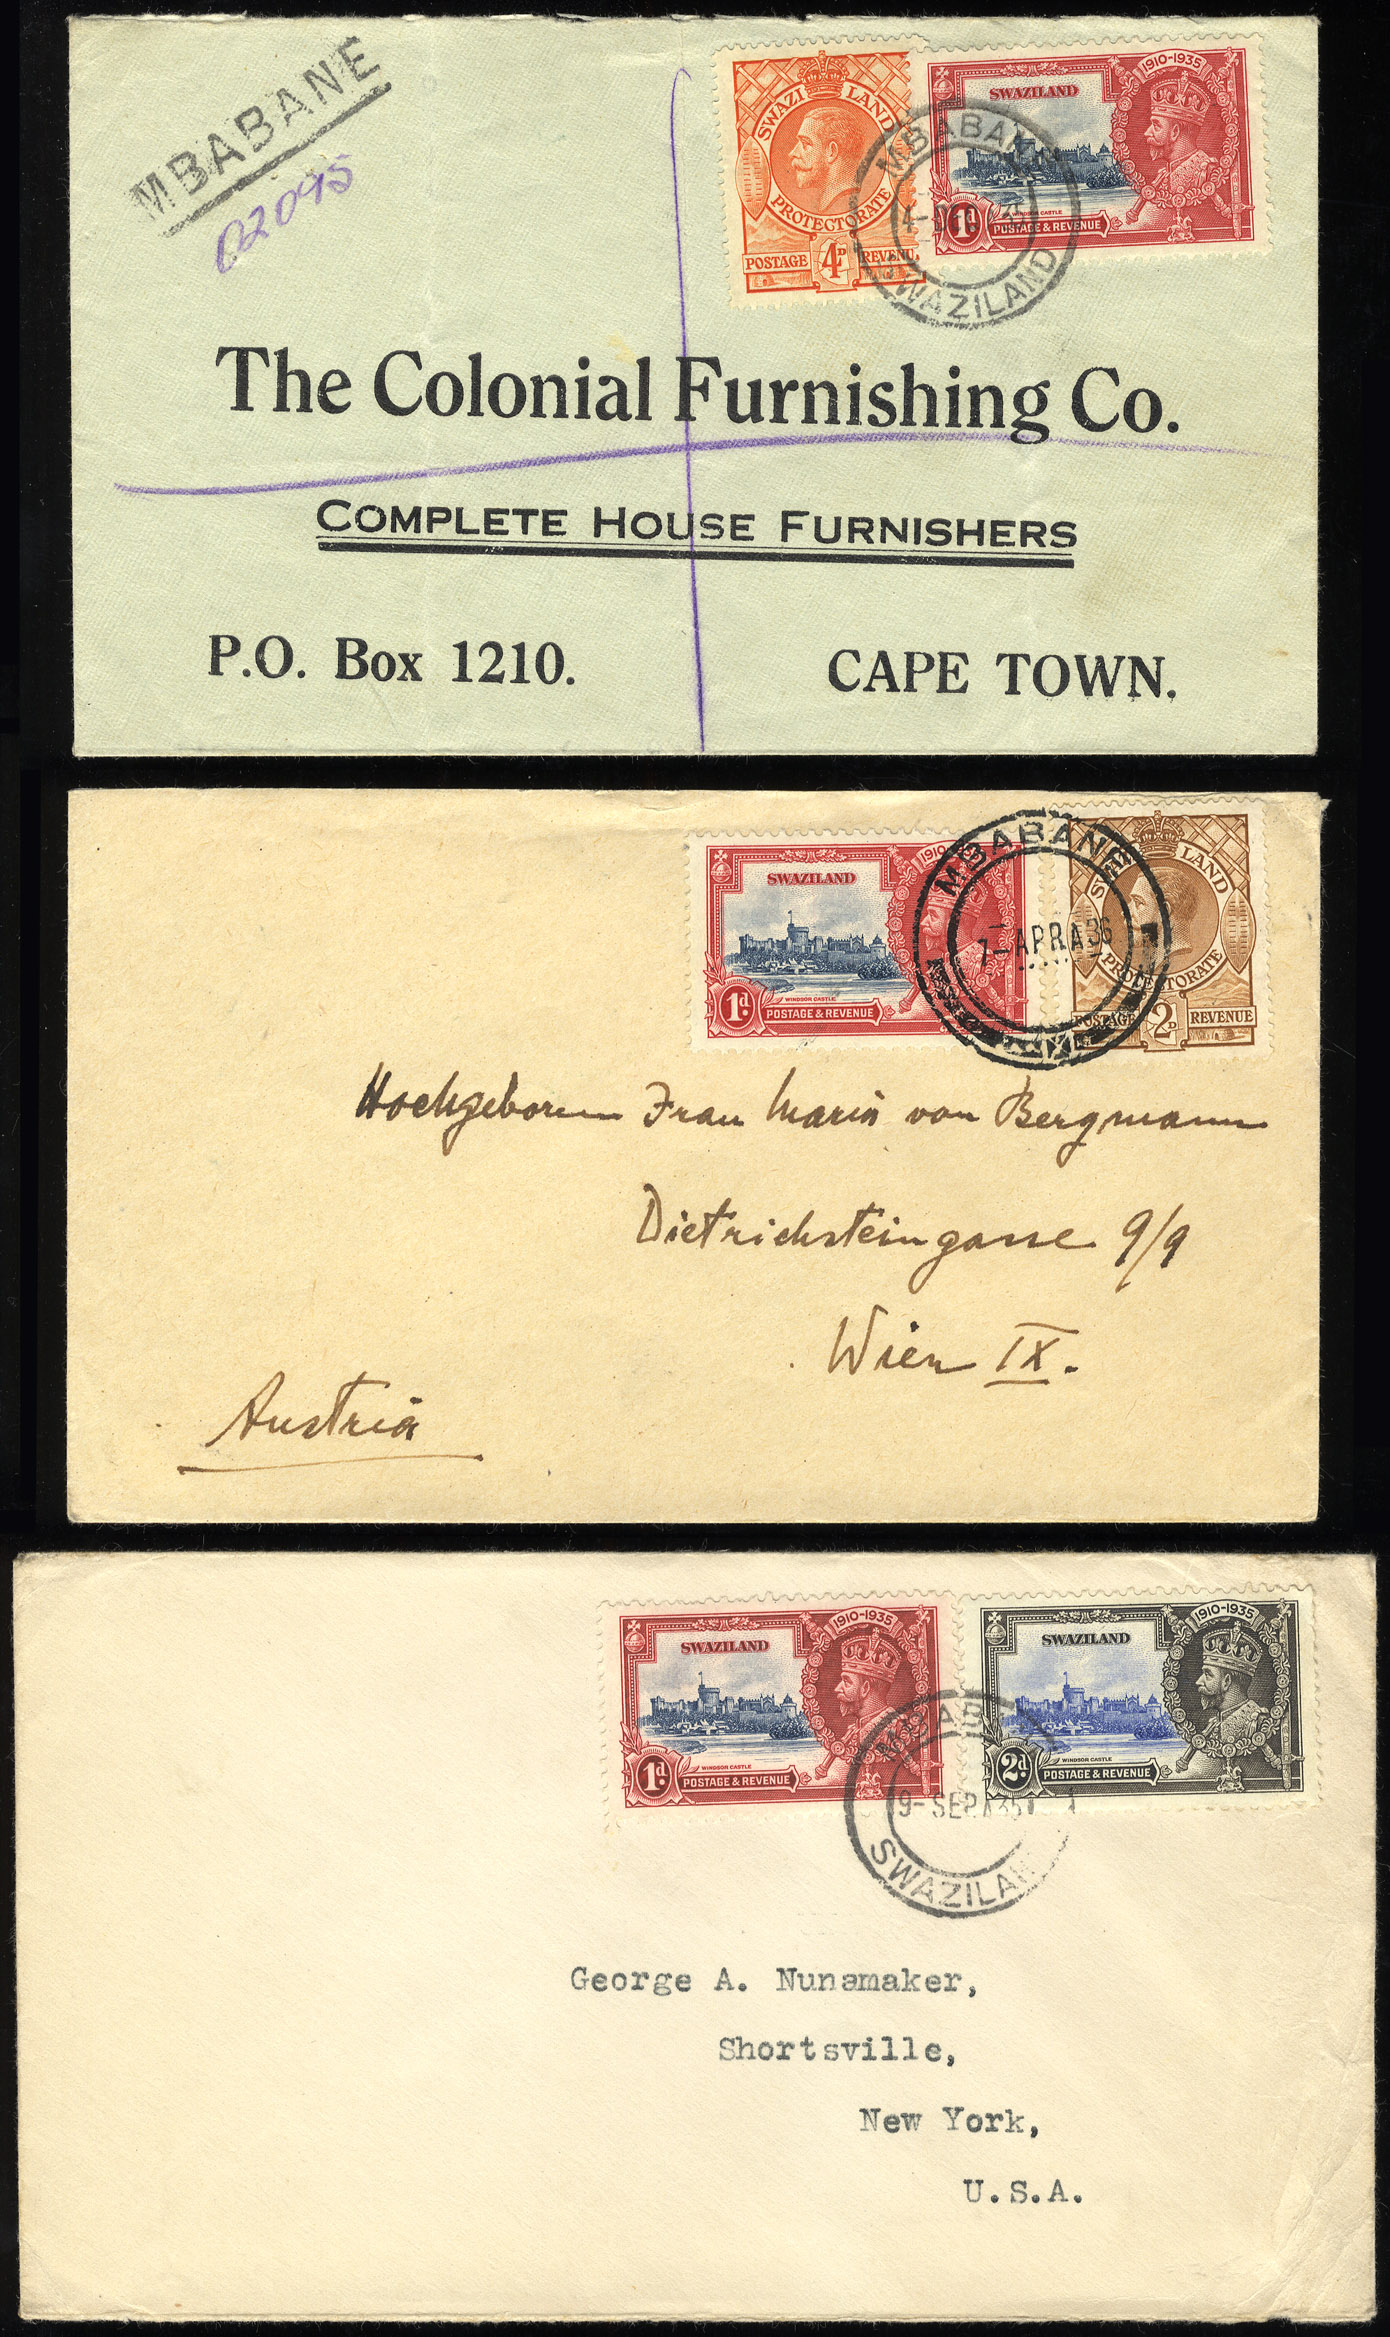 MBABANE
SWAZILAND
PROTECTORATE
POSTAGE 4D REVENUE
1910-1935
SWAZILAND
WINDSOR CASTLE
1d. POSTAGE & REVENUE
MBABANE
4-DEC
SWAZILAND
The Colonial Furnishing Co.
COMPLETE HOUSE FURNISHERS
P.O. Box 1210.
CAPE TOWN.
SWAZILAND
WINDSOR CASTLE
1d. POSTAGE & REVENUE
MBABANE
7-APR A 36
LAND
PROTECTORATE
POSTAGE 2D REVENUE
Hochgeboren Frau Maria von Bergmann
Dietrichsteingasse 9/9
Wien IX.
Austria
1910-1935
SWAZILAND
WINDSOR CASTLE
1d. POSTAGE & REVENUE
1910-1935
SWAZILAND
WINDSOR CASTLE
2d. POSTAGE & REVENUE
9-SEP A 35
SWAZILAN
George A. Nunamaker,
Shortsville,
New York,
U.S.A.